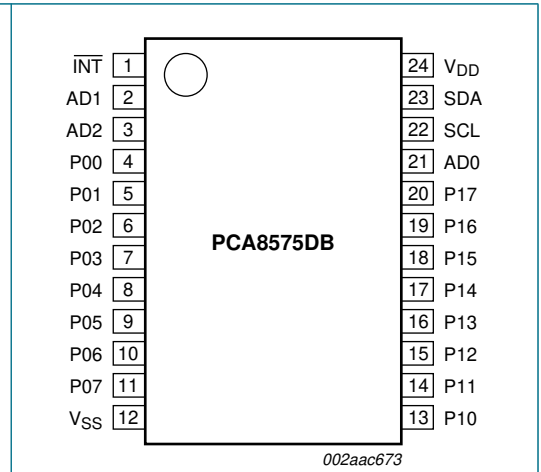 INT 1 24 VDD
AD1 2 23 SDA
AD2 3 22 SCL
P00 4 21 AD0
P01 5 20 P17
P02 6 19 P16
P03 7 18 P15
PCA8575DB
P04 8 17 P14
P05 9 16 P13
P06 10 15 P12
P07 11 14 P11
VSS 12 13 P10
002aac673